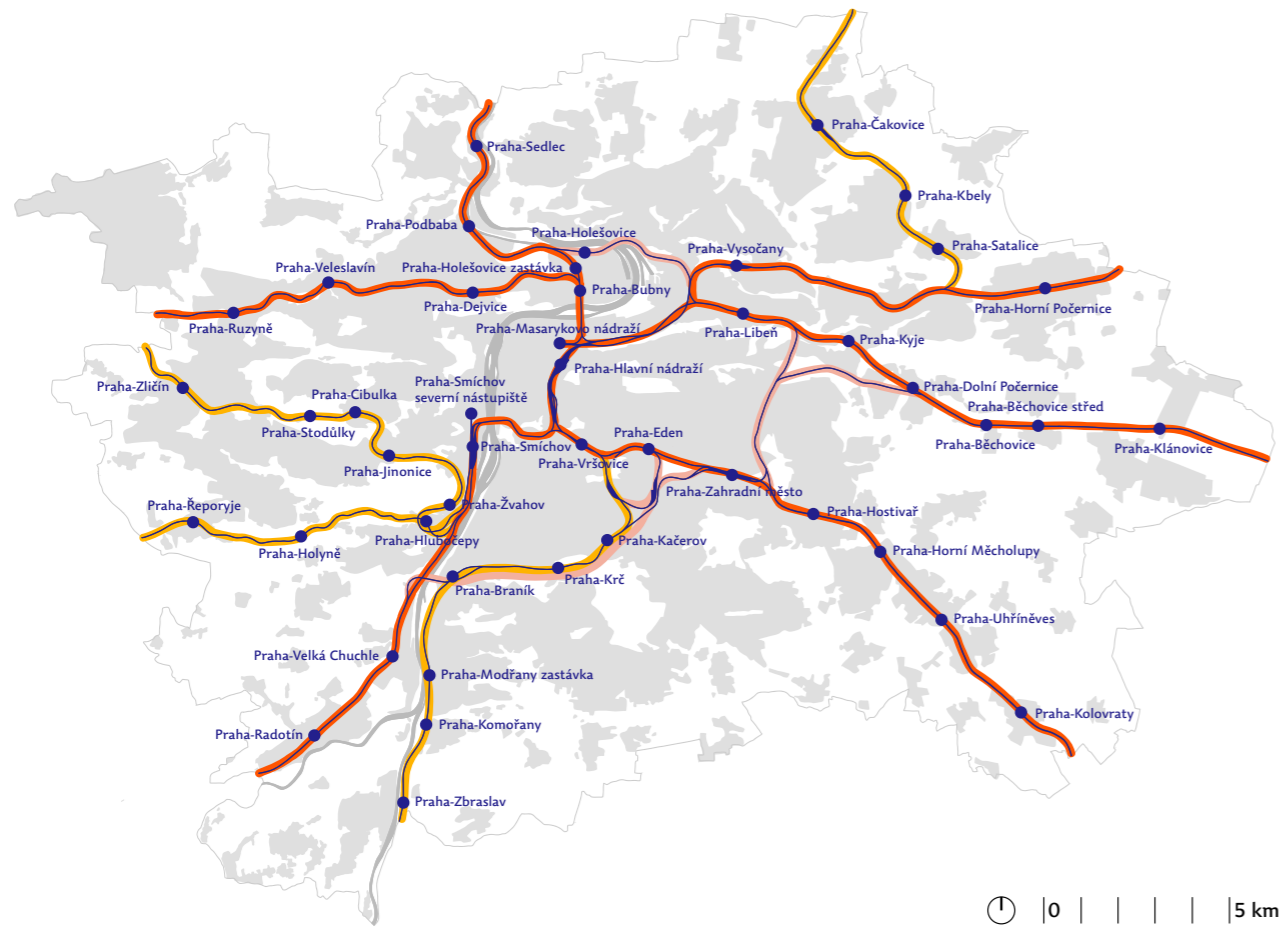 Praha-Čakovice
Praha-Sedlec
Praha-Kbely
Praha-Podbaba
Praha-Holešovice
Praha-Satalice
Praha-Vysočany
Praha-Veleslavín
Praha-Holešovice zastávka
Praha-Bubny
Praha-Dejvice
Praha-Horní Počernice
Praha-Ruzyně
Praha-Masarykovo nádraží
Praha-Libeň
Praha-Kyje
Praha-Hlavní nádraží
Praha-Zličín
Praha-Smíchov
severní nástupiště
Praha-Dolní Počernice
Praha-Cibulka
Praha-Běchovice střed
Praha-Stodůlky
Praha-Eden
Praha-Smíchov
Praha-Běchovice
Praha-Klánovice
Praha-Vršovice
Praha-Jinonice
Praha-Zahradní město
Praha-Řeporyje
Praha-Žvahov
Praha-Hostivař
Praha-Hlubočepy
Praha-Kačerov
Praha-Holyně
Praha-Horní Měcholupy
Praha-Krč
Praha-Braník
Praha-Uhříněves
Praha-Velká Chuchle
Praha-Modřany zastávka
Praha-Kolovraty
Praha-Komořany
Praha-Radotín
Praha-Zbraslav
0
5 km